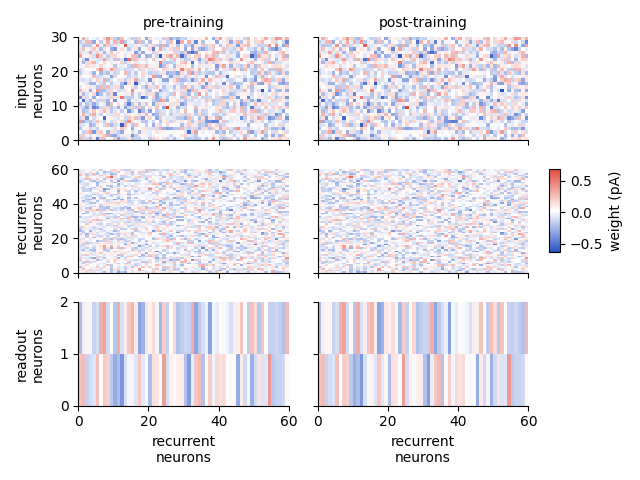 pre-training
post-training
input
neurons
30
20
10
0
recurrent
neurons
60
40
20
0
0.5
0.0
−0.5
weight (pA)
readout
neurons
2
1
0
0 20 40 60
0 20 40 60
recurrent
neurons
recurrent
neurons